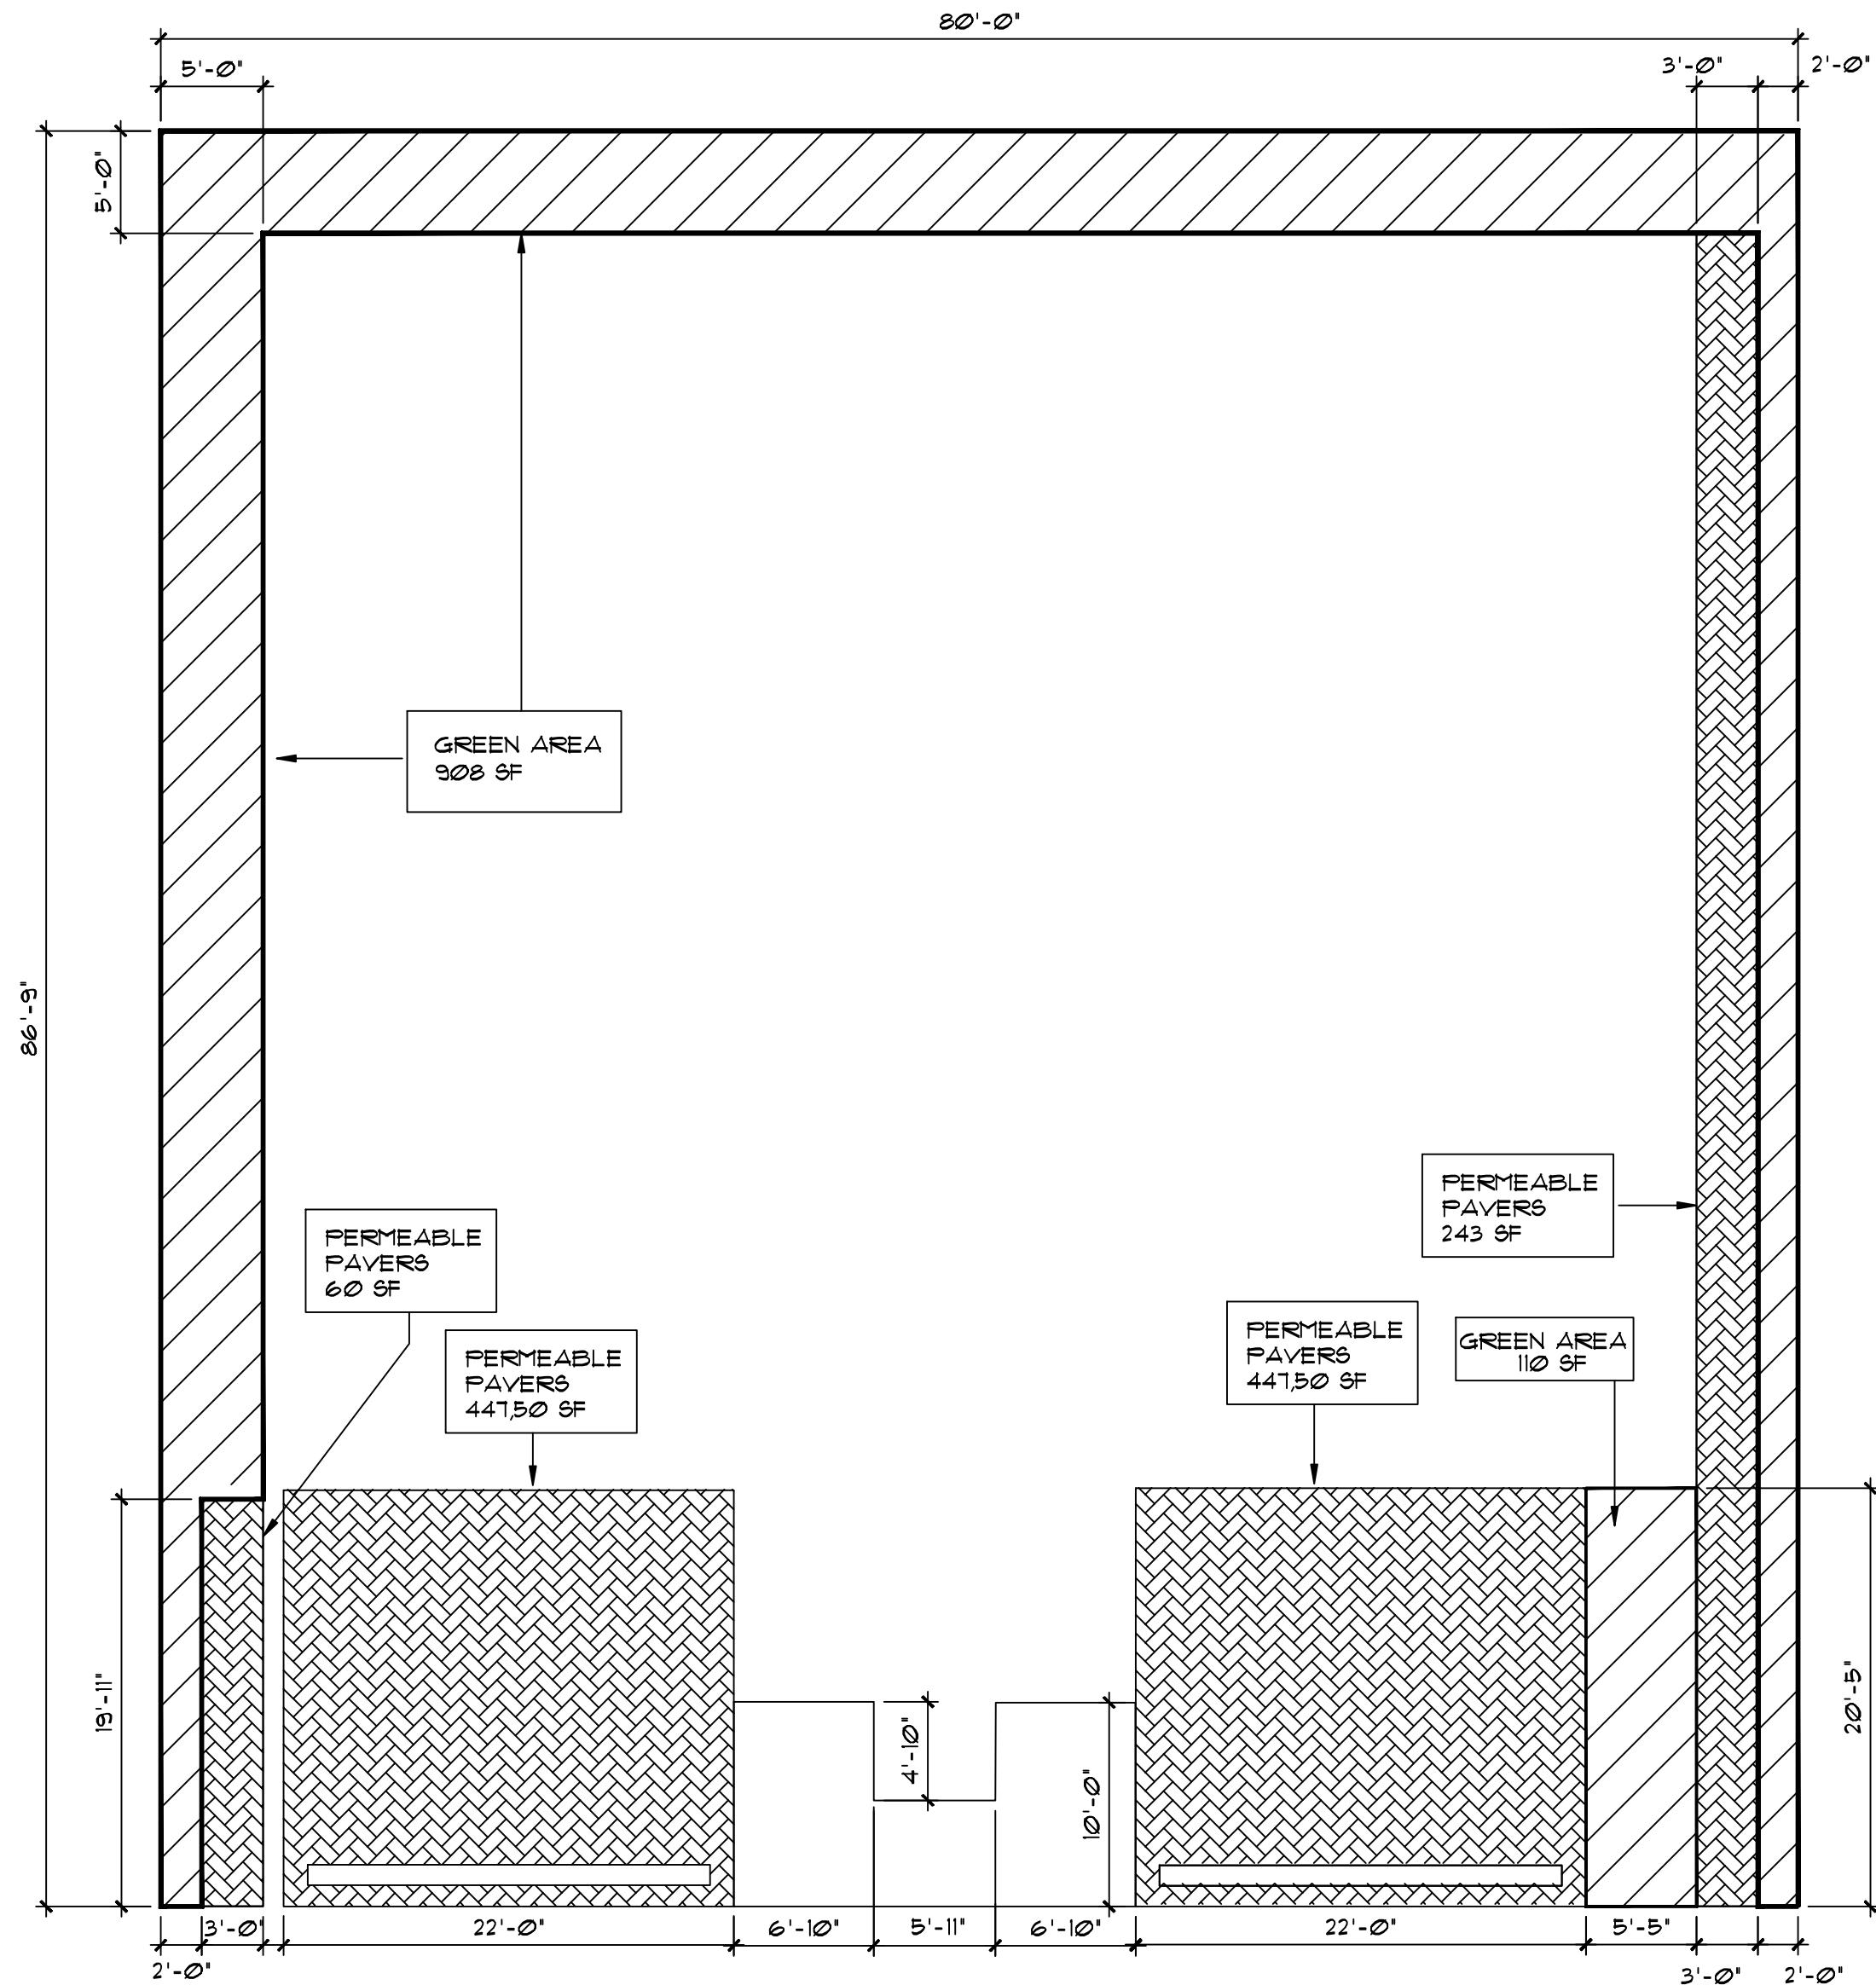 80'-0"
5'-0"
3'-0"
2'-0"
5'-0"
86'-9"
GREEN AREA
908 SF
PERMEABLE
PAVERS
243 SF
PERMEABLE
PAVERS
60 SF
PERMEABLE
PAVERS
447,50 SF
PERMEABLE
PAVERS
447,50 SF
GREEN AREA
110 SF
19'-11"
4'-10"
10'-0"
20'-5"
3'-0"
22'-0"
6'-10"
5'-11"
6'-10"
22'-0"
5'-5"
2'-0"
3'-0"
2'-0"